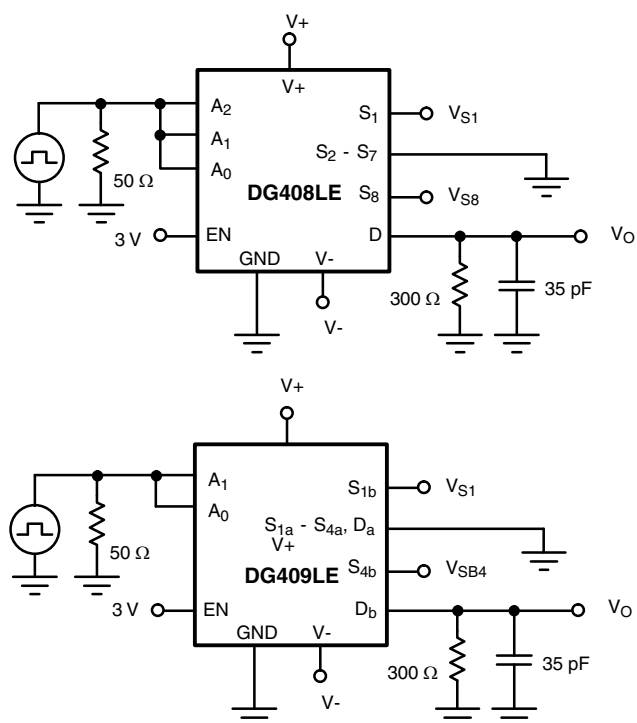 V+
V+
A2
S1
VS1
A1
S2 - S7
A0
50 Ω
DG408LE
S8
VS8
3 V
EN
D
VO
GND
V-
300 Ω
35 pF
V-
V+
A1
S1b
VS1
A0
S1a - S4a, Da
V+
50 Ω
S4b
VSB4
DG409LE
3 V
EN
Db
VO
GND
V-
300 Ω
35 pF
V-